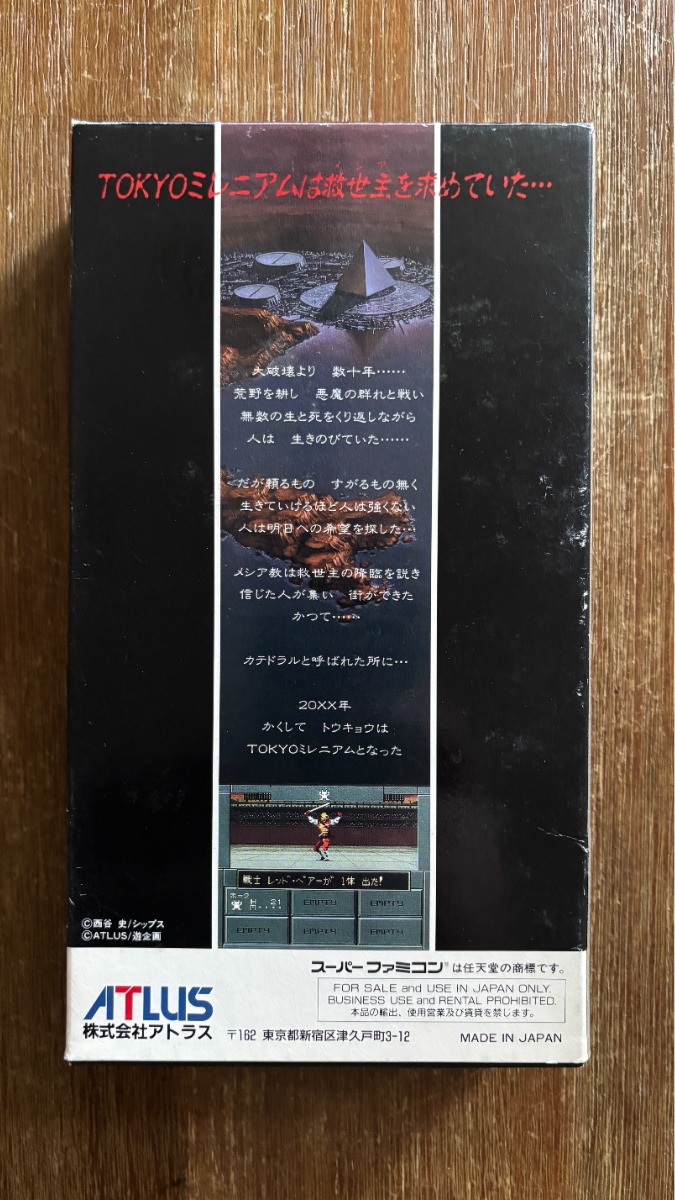 メシア
TOKYOミレニアムは救世主を求めていた…
大破壊より 数十年……
荒野を耕し 悪魔の群れと戦い
無数の生と死をくり返しながら
人は 生きのびていた……
だが頼るもの すがるもの無く
生きていけるほど人は強くない
人は明日への希望を探した…
メシア教は救世主の降臨を説き
信じた人が集い 街ができた
かつて……
カテドラルと呼ばれた所に…
20XX年
かくして トウキョウは
TOKYOミレニアムとなった
戦士 レッド・ベアーが 1体 出た!
ホーク
H 21
EMPTY EMPTY
EMPTY EMPTY EMPTY
©西谷 史/シップス
©ATLUS/遊企画
スーパーファミコン®は任天堂の商標です。
FOR SALE and USE IN JAPAN ONLY.
BUSINESS USE and RENTAL PROHIBITED.
本品の輸出、使用営業及び賃貸を禁じます。
ATLUS
株式会社アトラス 〒162 東京都新宿区津久戸町3-12 MADE IN JAPAN